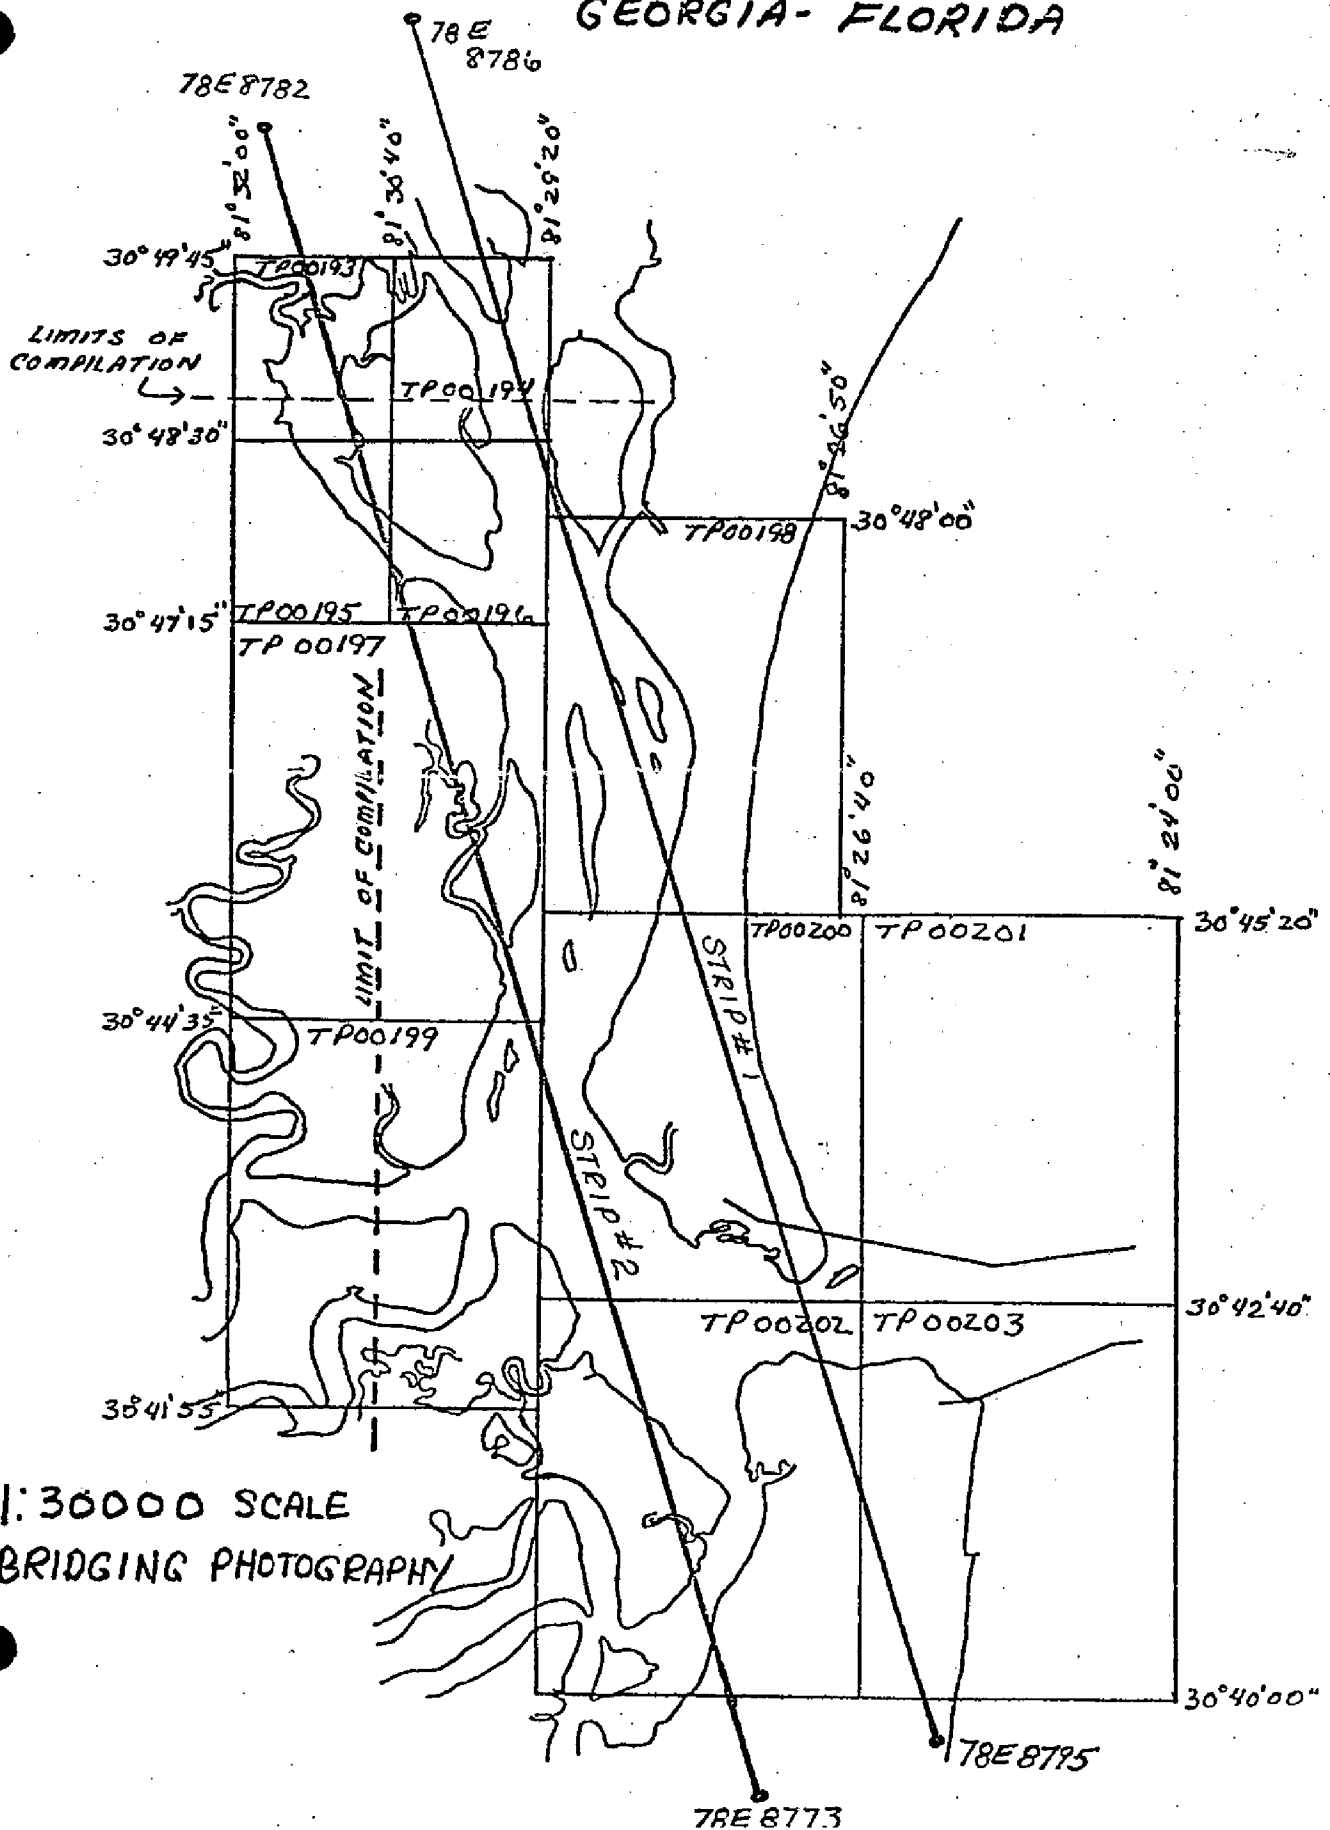 GEORGIA- FLORIDA
78E
8786
78E8782
81°32'00"
81°30'40"
81°29'20"
30°49'45"
TP00193
LIMITS OF
COMPILATION
TP00194
81°26'50"
30°48'30"
TP00198
30°48'00"
30°47'15"
TP00195
TP00196
TP00197
LIMIT OF COMPILATION
81°26'40"
81°24'00"
TP00200
TP00201
30°45'20"
STRIP #1
30°44'35"
TP00199
STRIP #2
TP00202
TP00203
30°42'40"
30°41'55"
1:30000 SCALE
BRIDGING PHOTOGRAPHY
30°40'00"
78E8795
78E8773